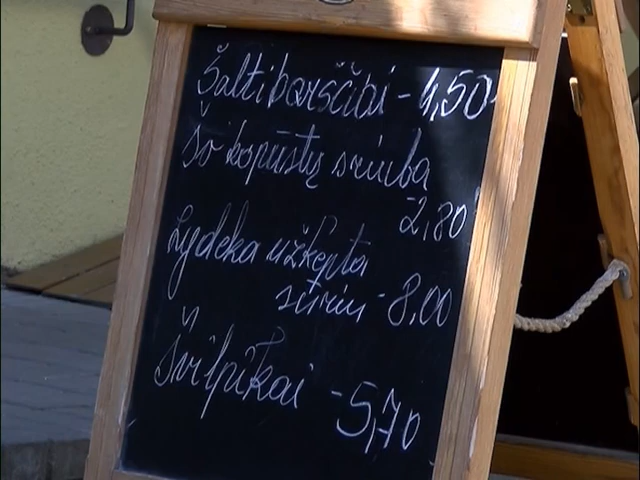 Šaltibarščiai - 4,50
Šv kopūstų sriuba
- 2,80
Lydeka užkepta
sūriu - 8,00
Švilpikai - 5,70